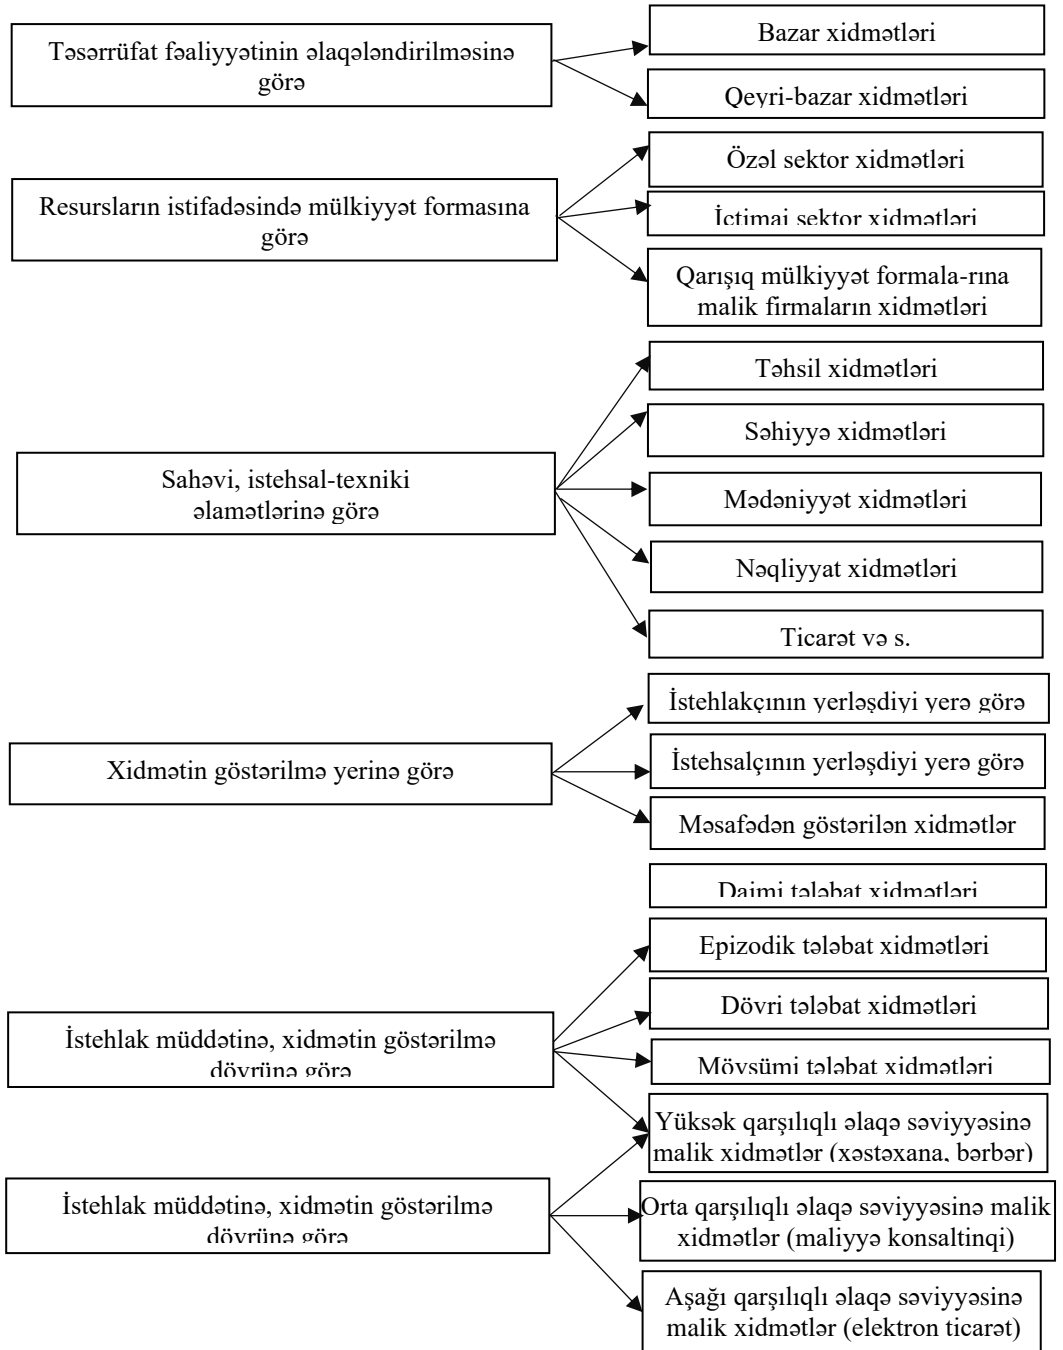 Təsərrüfat fəaliyyətinin əlaqələndirilməsinə
görə
Bazar xidmətləri
Qeyri-bazar xidmətləri
Resursların istifadəsində mülkiyyət formasına
görə
Özəl sektor xidmətləri
İctimai sektor xidmətləri
Qarışıq mülkiyyət formala-rına
malik firmaların xidmətləri
Sahəvi, istehsal-texniki
əlamətlərinə görə
Təhsil xidmətləri
Səhiyyə xidmətləri
Mədəniyyət xidmətləri
Nəqliyyat xidmətləri
Ticarət və s.
Xidmətin göstərilmə yerinə görə
İstehlakçının yerləşdiyi yerə görə
İstehsalçının yerləşdiyi yerə görə
Məsafədən göstərilən xidmətlər
İstehlak müddətinə, xidmətin göstərilmə
dövrünə görə
Daimi tələbat xidmətləri
Epizodik tələbat xidmətləri
Dövri tələbat xidmətləri
Mövsümi tələbat xidmətləri
İstehlak müddətinə, xidmətin göstərilmə
dövrünə görə
Yüksək qarşılıqlı əlaqə səviyyəsinə
malik xidmətlər (xəstəxana, bərbər)
Orta qarşılıqlı əlaqə səviyyəsinə malik
xidmətlər (maliyyə konsaltinqi)
Aşağı qarşılıqlı əlaqə səviyyəsinə
malik xidmətlər (elektron ticarət)